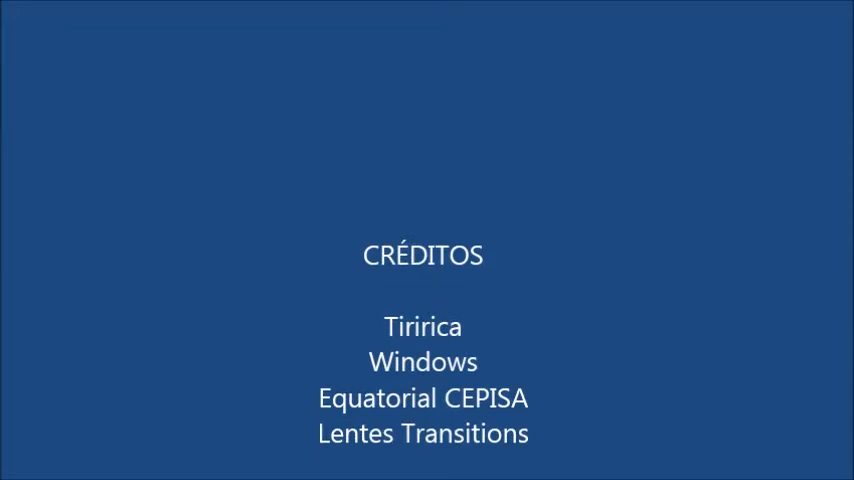 CRÉDITOS
Tiririca
Windows
Equatorial CEPISA
Lentes Transitions